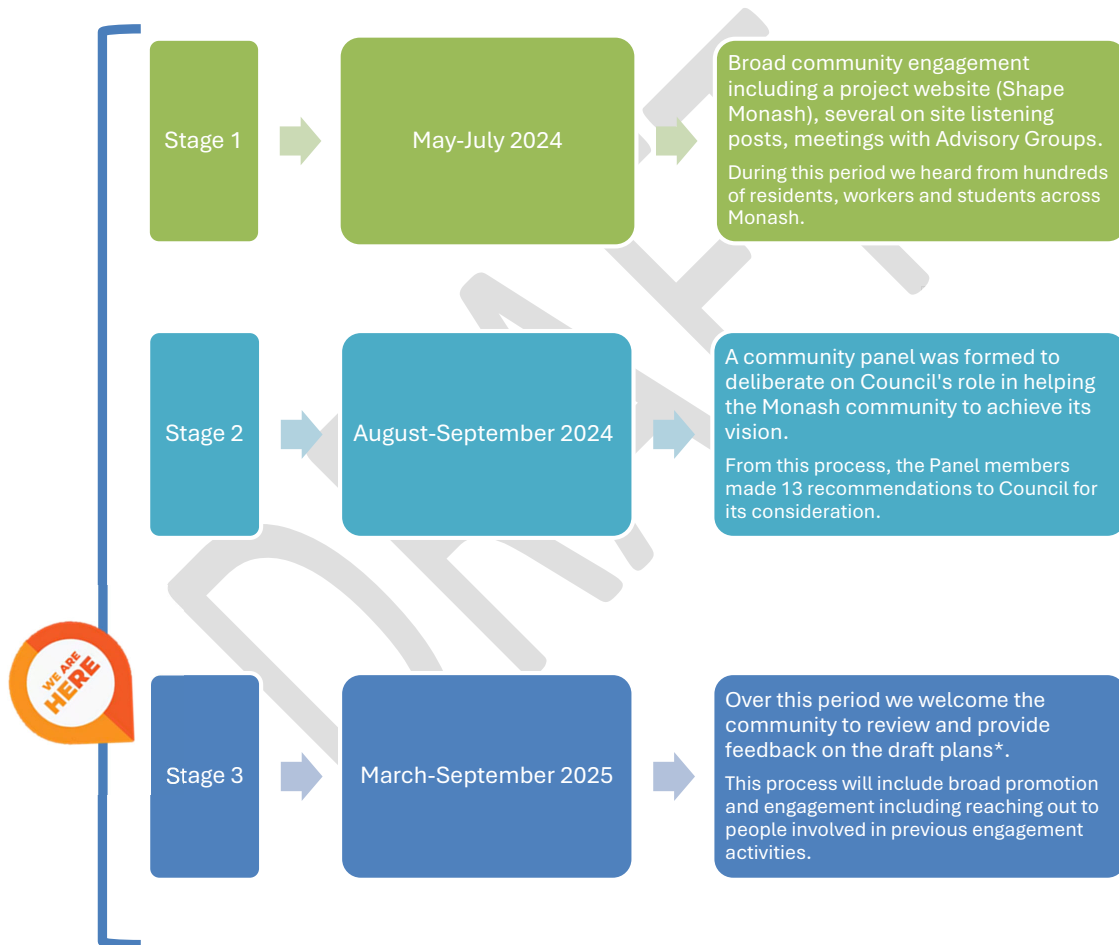 Stage 1
May-July 2024
Broad community engagement
including a project website (Shape
Monash), several on site listening
posts, meetings with Advisory Groups.
During this period we heard from hundreds
of residents, workers and students across
Monash.
Stage 2
August-September 2024
A community panel was formed to
deliberate on Council's role in helping
the Monash community to achieve its
vision.
From this process, the Panel members
made 13 recommendations to Council for
its consideration.
WE ARE
HERE
Stage 3
March-September 2025
Over this period we welcome the
community to review and provide
feedback on the draft plans*.
This process will include broad promotion
and engagement including reaching out to
people involved in previous engagement
activities.
DRAFT